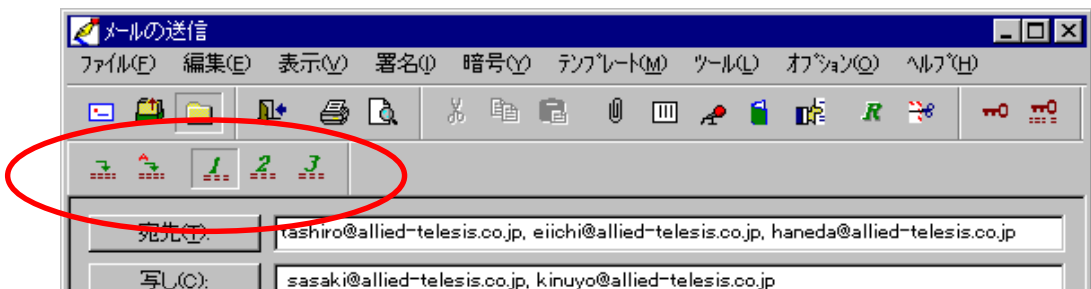 メールの送信
ファイル(F) 編集(E) 表示(V) 署名(I) 暗号(Y) テンプレート(M) ツール(L) オプション(O) ヘルプ(H)
R
1 2 3
宛先(T): tashiro@allied-telesis.co.jp, eiichi@allied-telesis.co.jp, haneda@allied-telesis.co.jp
写し(C): sasaki@allied-telesis.co.jp, kinuyo@allied-telesis.co.jp